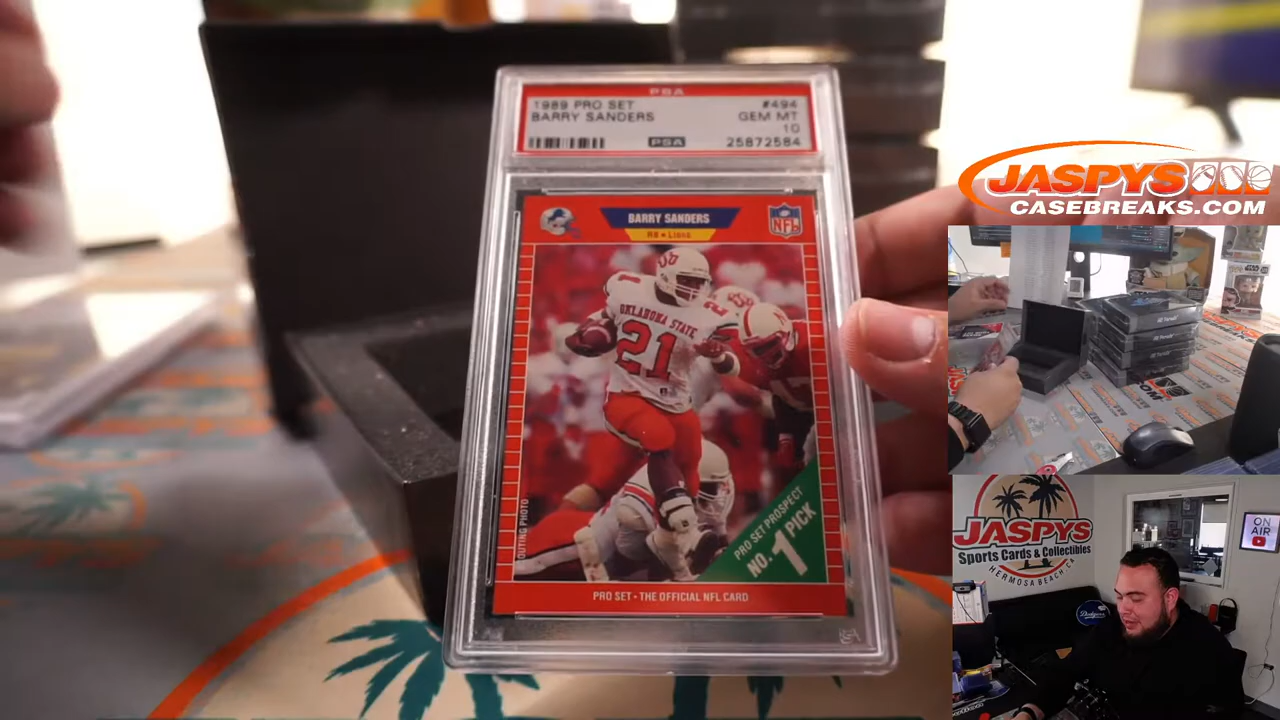 PSA
1989 PRO SET #494
BARRY SANDERS GEM MT
10
PSA 25872584
BARRY SANDERS
RB • Lions
NFL
OKLAHOMA STATE
21
PRO SET PROSPECT
NO. 1 PICK
PRO SET • THE OFFICIAL NFL CARD
JASPYS
CASEBREAKS.COM
JASPYS
Sports Cards & Collectibles
HERMOSA BEACH, CA
ON
AIR
Dodgers